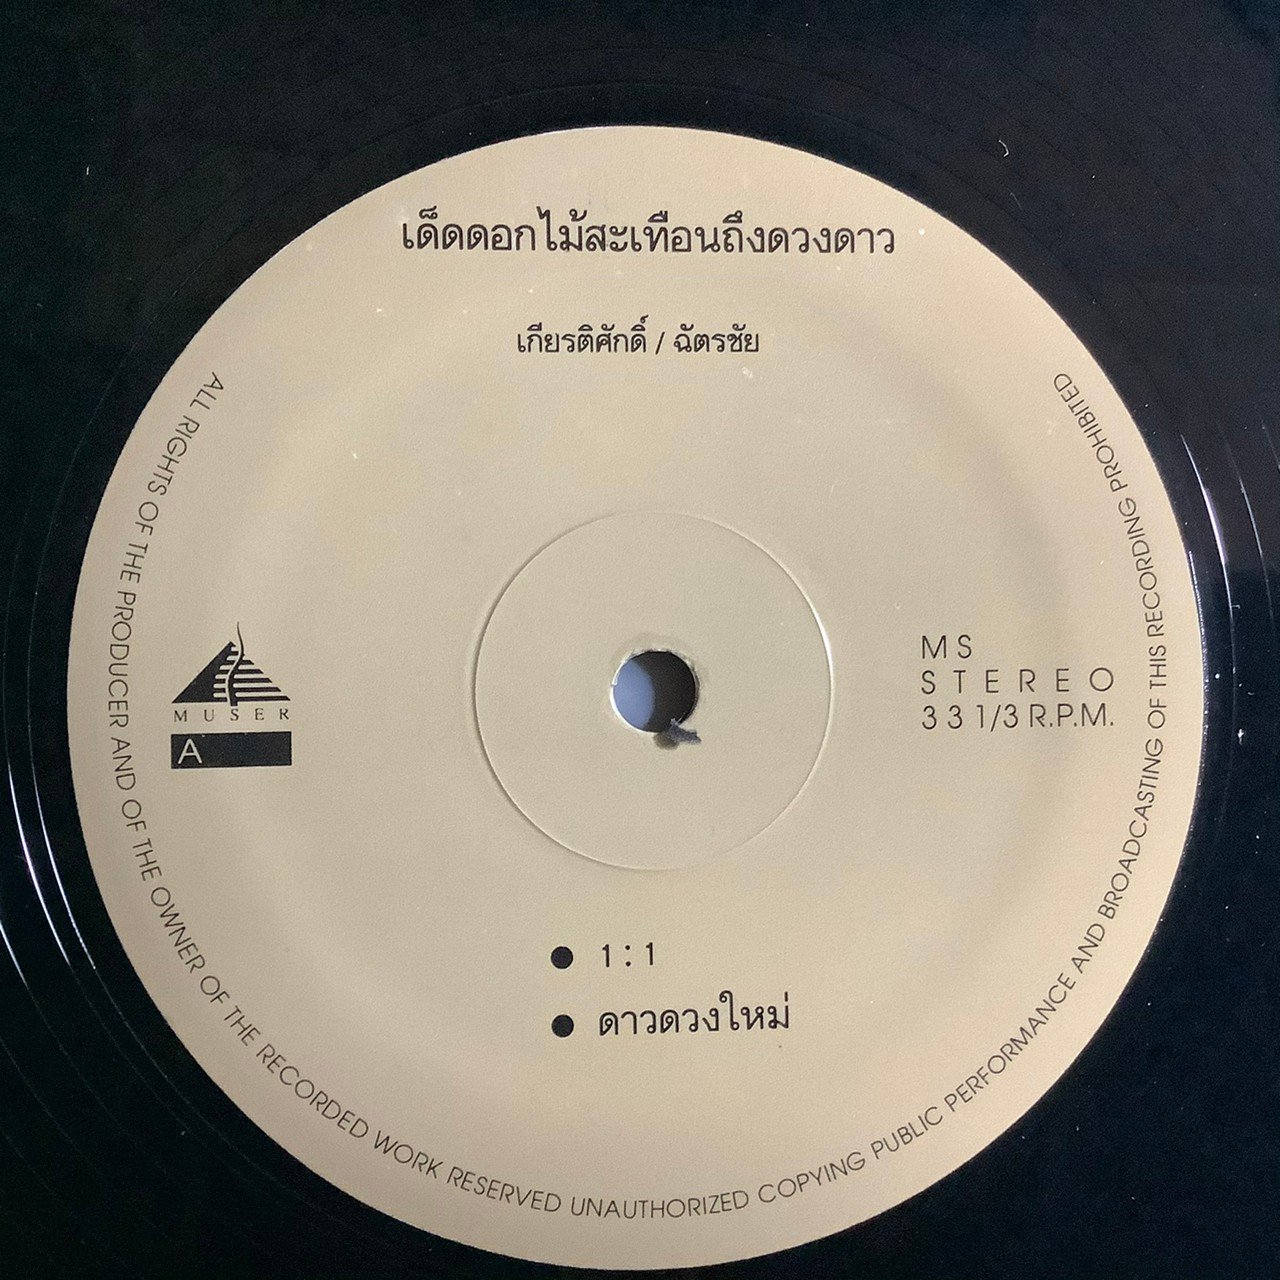 เด็ดดอกไม้สะเทือนถึงดวงดาว
เกียรติศักดิ์ / ฉัตรชัย
MUSER
A
MS
STEREO
33 1/3 R.P.M.
● 1 : 1
● ดาวดวงใหม่
ALL RIGHTS OF THE PRODUCER AND OF THE OWNER OF THE RECORDED WORK RESERVED UNAUTHORIZED COPYING PUBLIC PERFORMANCE AND BROADCASTING OF THIS RECORDING PROHIBITED